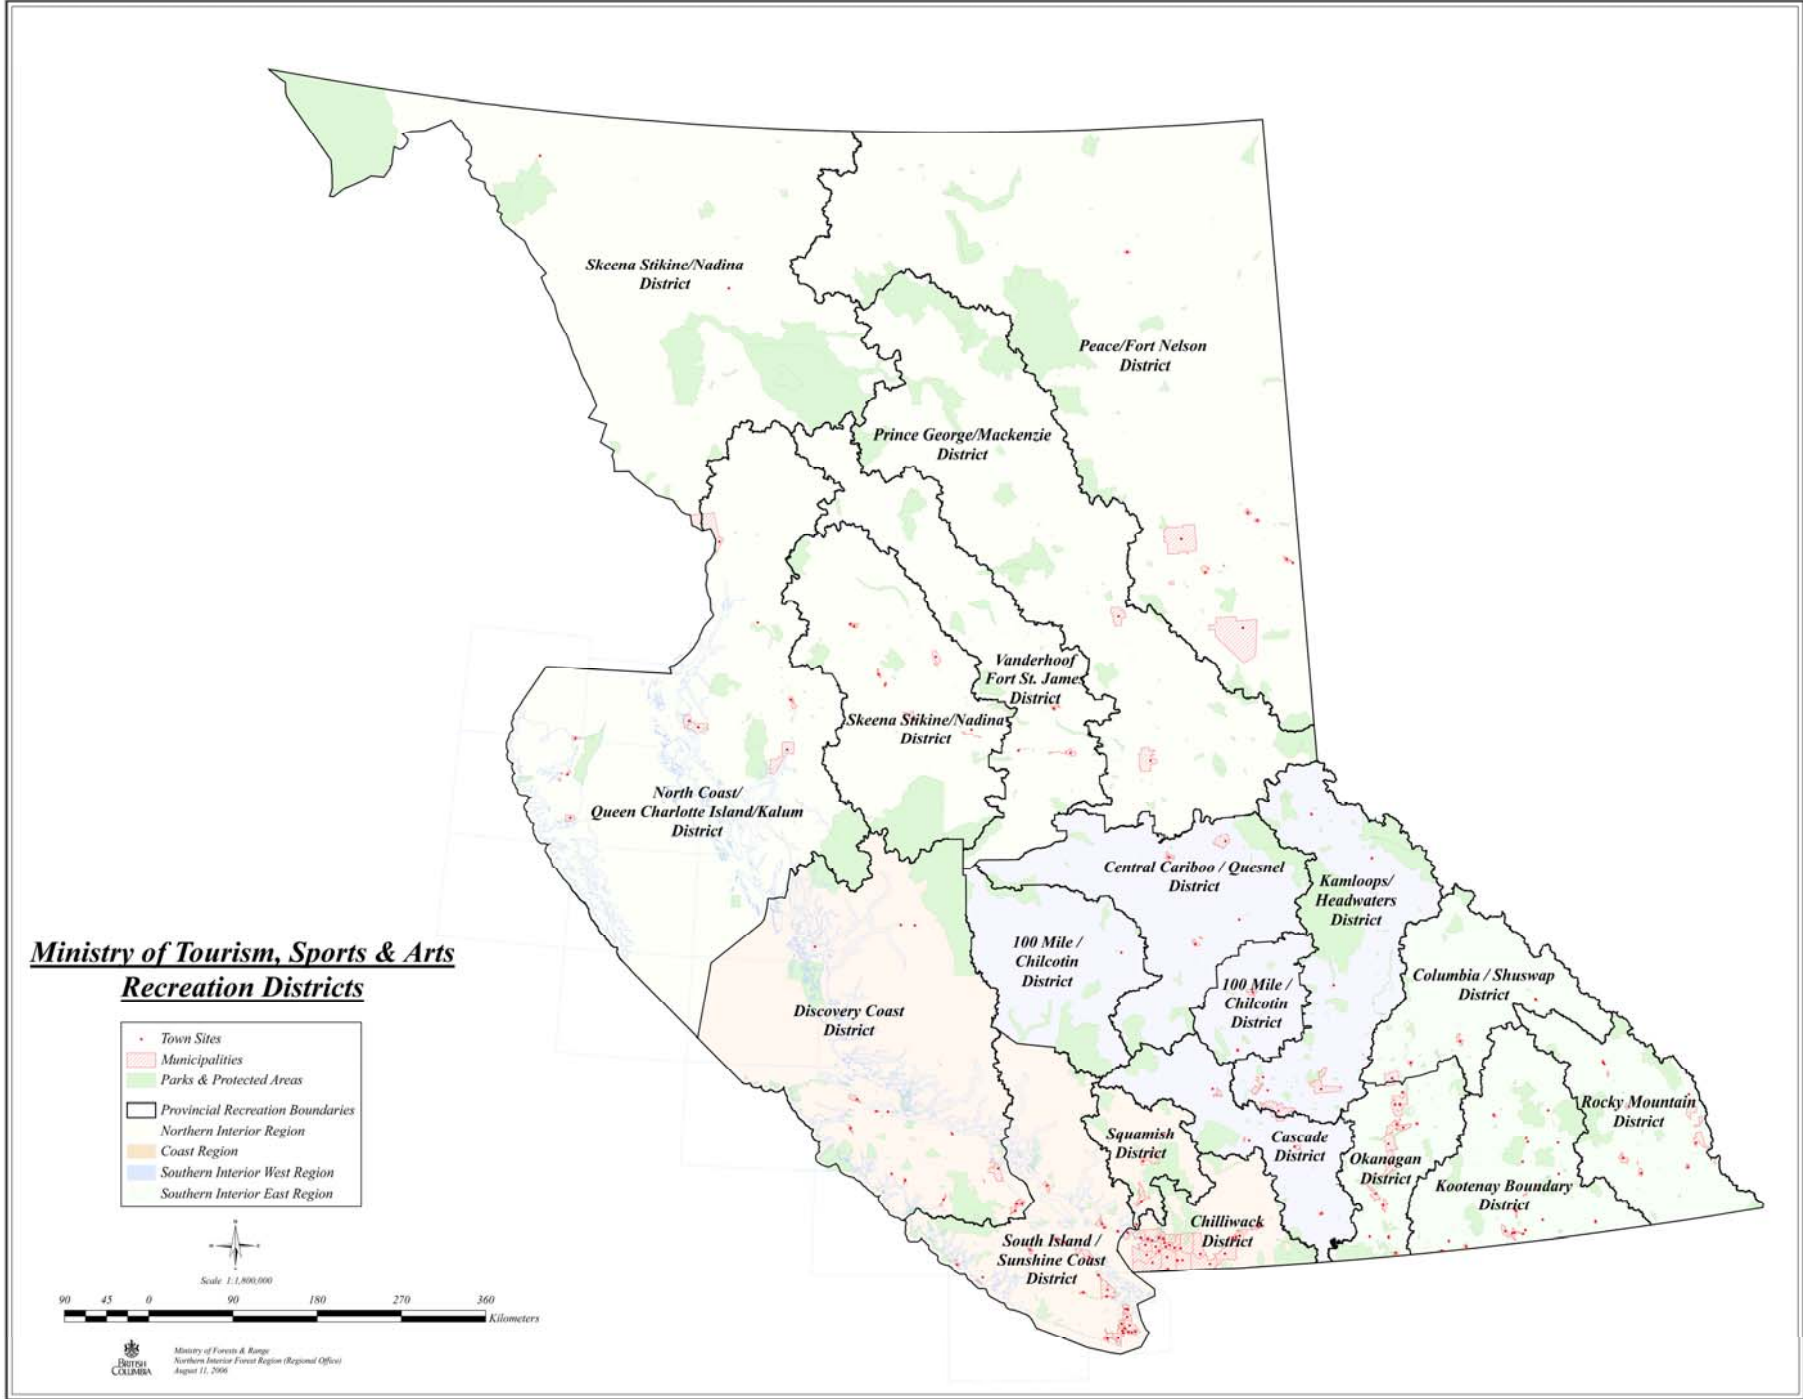 Skeena Stikine/Nadina
District
Peace/Fort Nelson
District
Prince George/Mackenzie
District
Vanderhoof
Fort St. James
District
Skeena Stikine/Nadina
District
North Coast/
Queen Charlotte Island/Kalum
District
Central Cariboo / Quesnel
District
Kamloops/
Headwaters
District
100 Mile /
Chilcotin
District
100 Mile /
Chilcotin
District
Columbia / Shuswap
District
Discovery Coast
District
Rocky Mountain
District
Squamish
District
Cascade
District
Okanagan
District
Kootenay Boundary
District
Chilliwack
District
South Island /
Sunshine Coast
District
Ministry of Tourism, Sports & Arts
Recreation Districts
Town Sites
Municipalities
Parks & Protected Areas
Provincial Recreation Boundaries
Northern Interior Region
Coast Region
Southern Interior West Region
Southern Interior East Region
N
Scale 1:1,800,000
90 45 0 90 180 270 360
Kilometers
BRITISH
COLUMBIA
Ministry of Forests & Range
Northern Interior Forest Region (Regional Office)
August 11, 2006